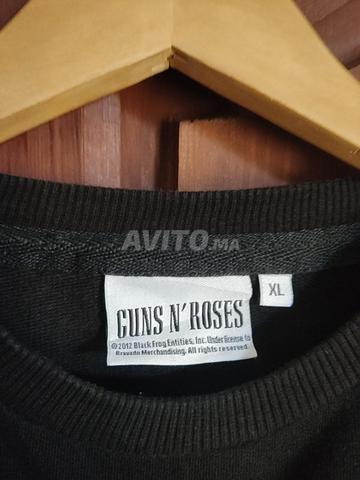 AVITO.MA
XL
GUNS N' ROSES
© 2012 Black Frog Entities, Inc. Under license to
Bravado Merchandising. All rights reserved.